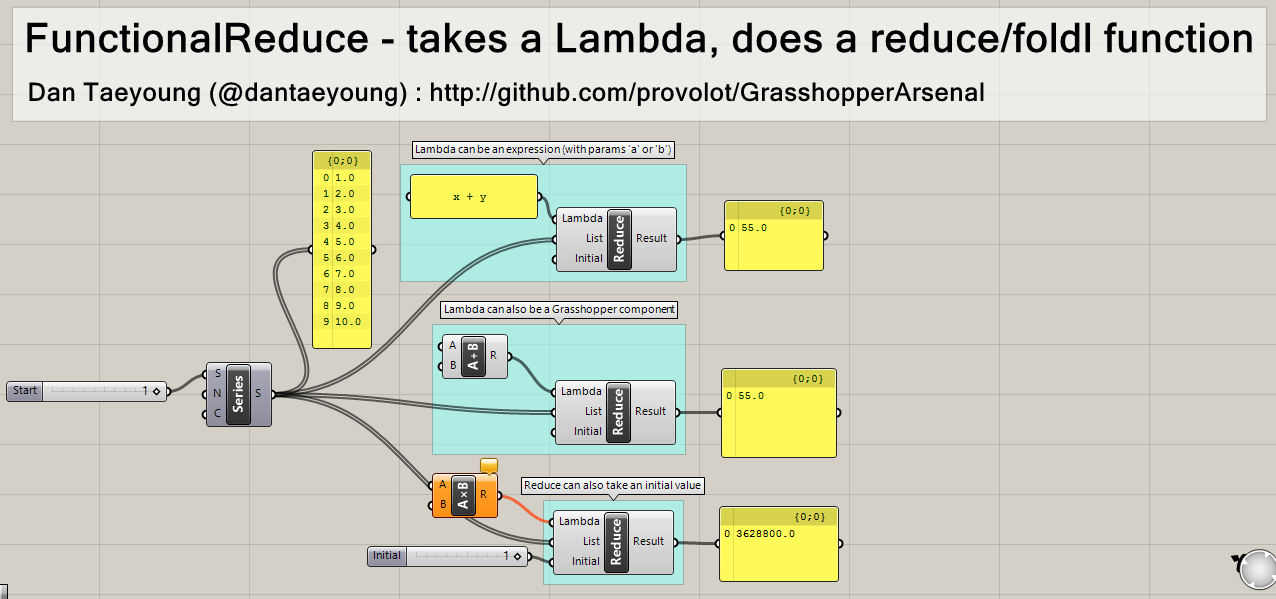 FunctionalReduce - takes a Lambda, does a reduce/foldl function
Dan Taeyoung (@dantaeyoung) : http://github.com/provolot/GrasshopperArsenal
{0;0}
0 1.0
1 2.0
2 3.0
3 4.0
4 5.0
5 6.0
6 7.0
7 8.0
8 9.0
9 10.0
Lambda can be an expression (with params 'a' or 'b')
x + y
Lambda
List
Initial
Reduce
Result
{0;0}
0 55.0
Lambda can also be a Grasshopper component
A
B
A+B
R
Lambda
List
Initial
Reduce
Result
{0;0}
0 55.0
Start
1
S
N
C
Series
S
A
B
A×B
R
Reduce can also take an initial value
Initial
1
Lambda
List
Initial
Reduce
Result
{0;0}
0 3628800.0